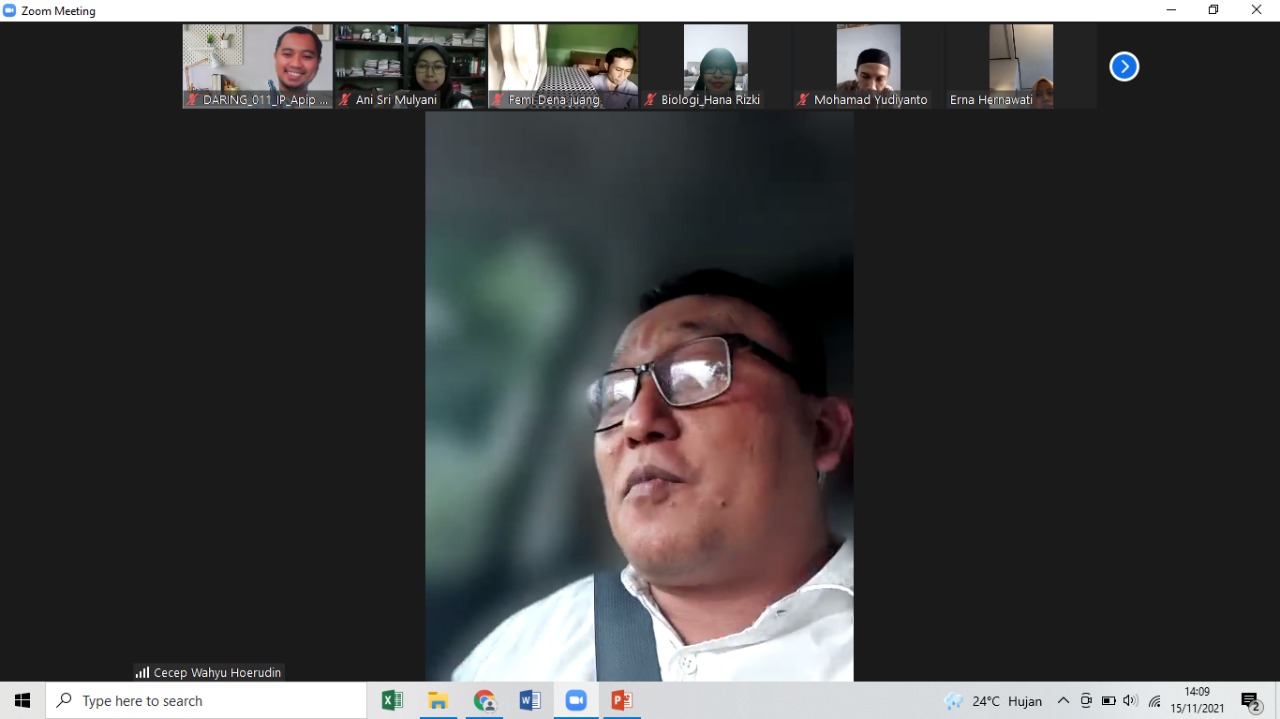 Zoom Meeting
DARING_011_IP_Apip ...
Ani Sri Mulyani
Femi Dena juang
Biologi_Hana Rizki
Mohamad Yudiyanto
Erna Hernawati
Cecep Wahyu Hoerudin
Type here to search
24°C Hujan
14:09
15/11/2021
2